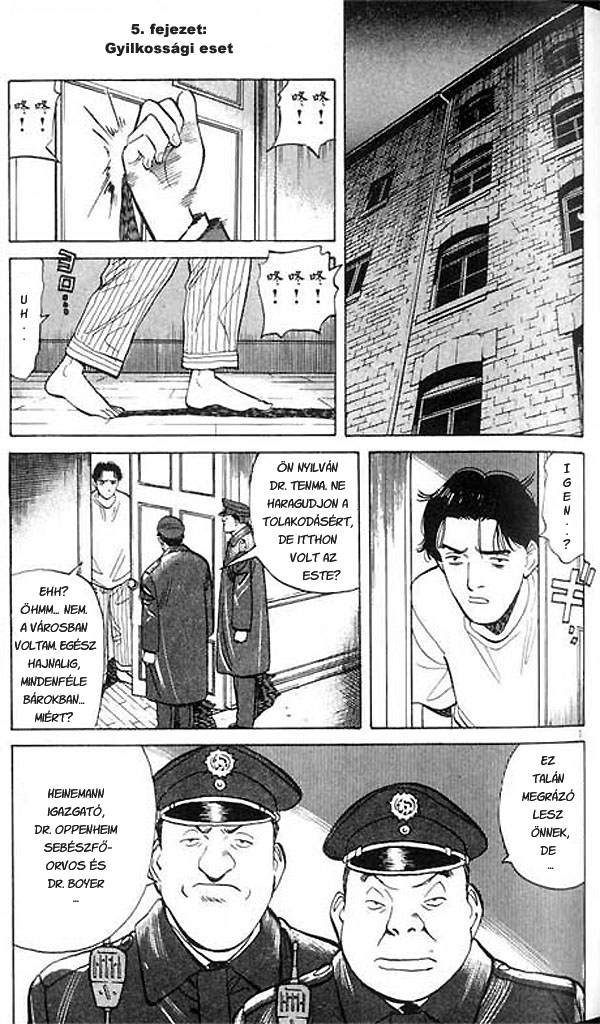 5. fejezet:
Gyilkossági eset
咚!
咚!
咚!
咚!
咚!
咚!
咚!
UH..
IGEN..?
ÖN NYILVÁN
DR. TENMA. NE
HARAGUDJON A
TOLAKODÁSÉRT,
DE ITTHON
VOLT AZ
ESTE?
EHH?
ÖHMM... NEM.
A VÁROSBAN
VOLTAM. EGÉSZ
HAJNALIG,
MINDENFÉLE
BÁROKBAN...
MIÉRT?
1
EZ
TALÁN
MEGRÁZÓ
LESZ
ÖNNEK,
DE
...
HEINEMANN
IGAZGATÓ,
DR. OPPENHEIM
SEBÉSZFŐ-
ORVOS ÉS
DR. BOYER
...